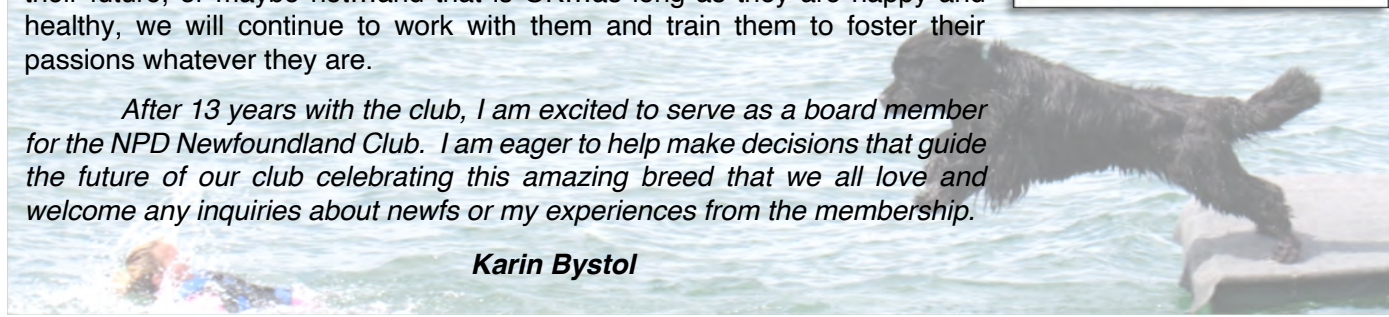 healthy, we will continue to work with them and train them to foster their
passions whatever they are.
After 13 years with the club, I am excited to serve as a board member
for the NPD Newfoundland Club. I am eager to help make decisions that guide
the future of our club celebrating this amazing breed that we all love and
welcome any inquiries about newfs or my experiences from the membership.
Karin Bystol